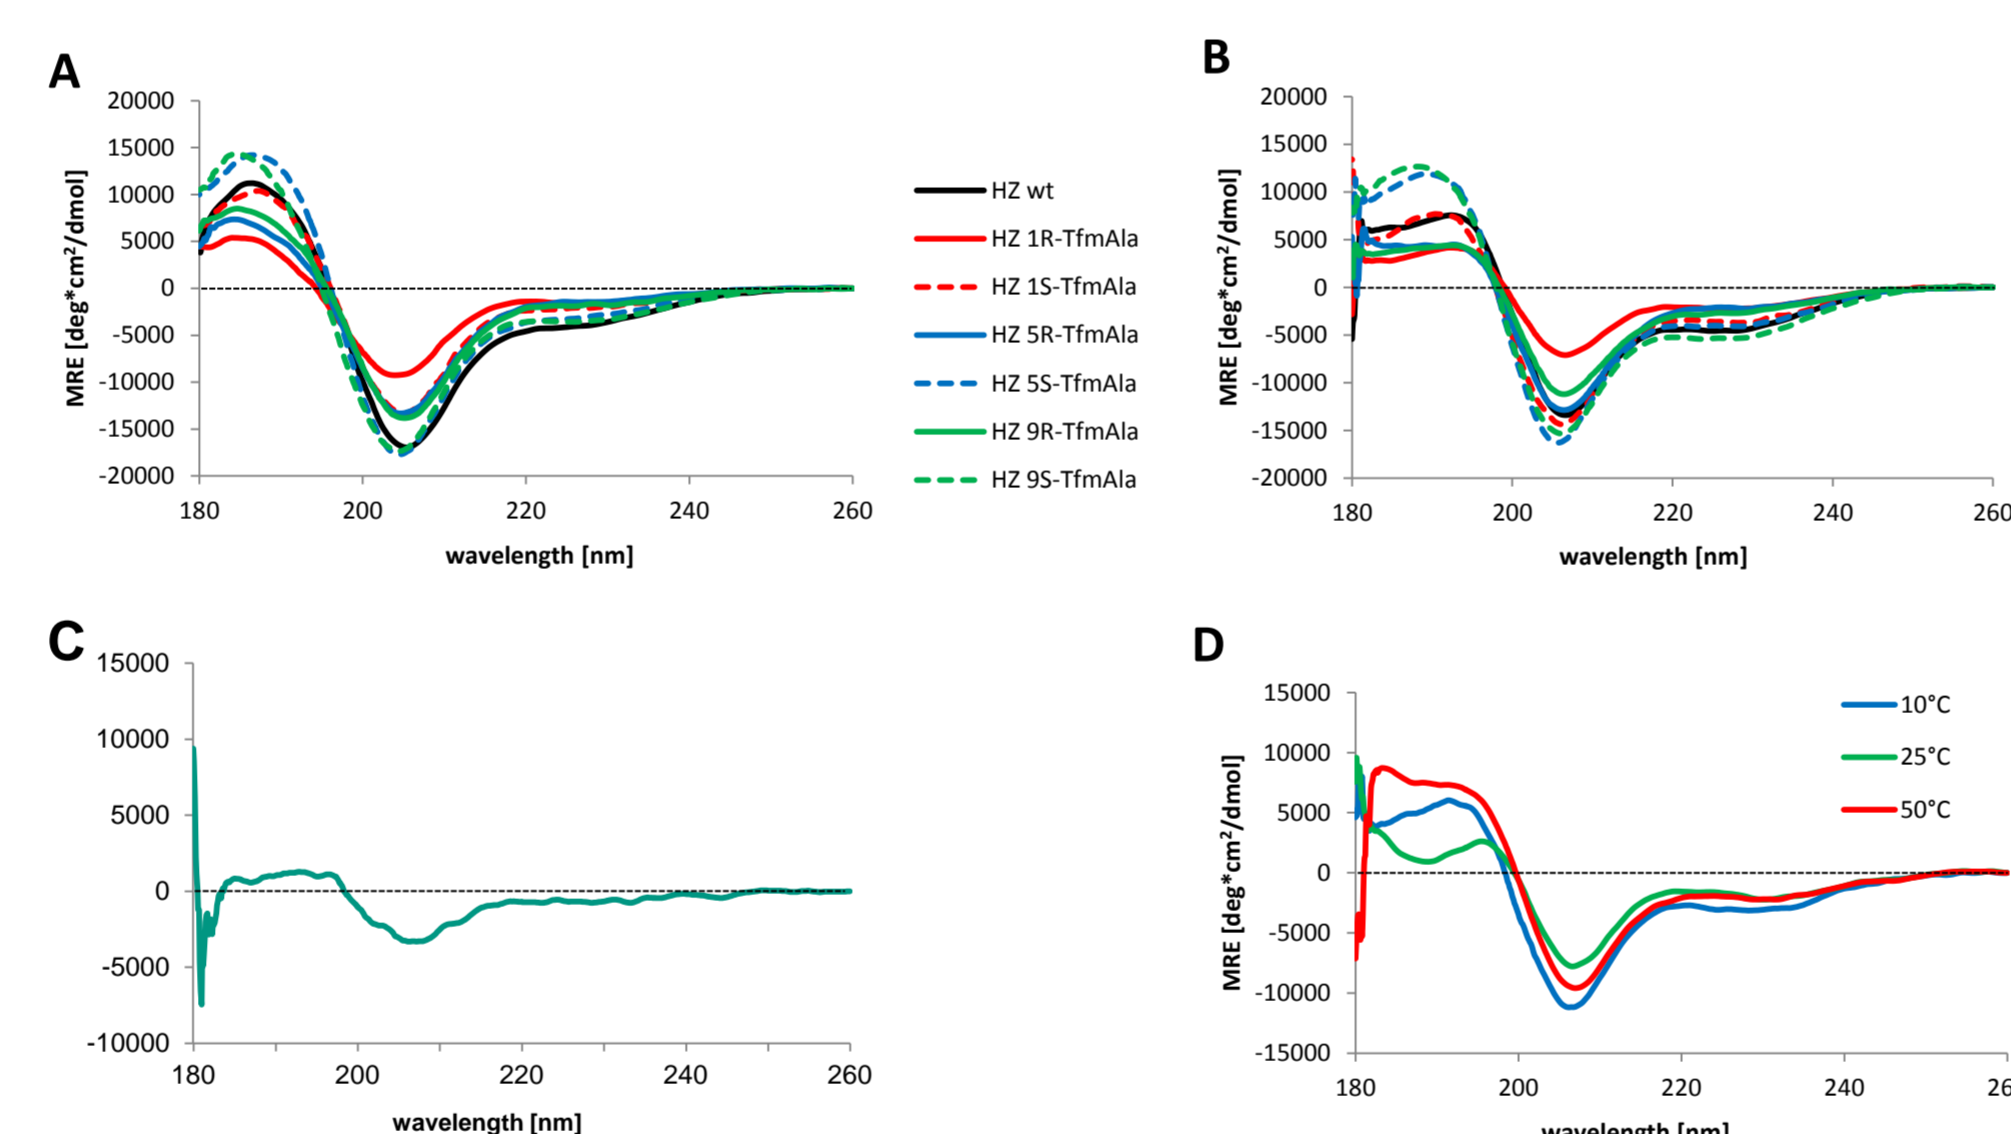 A
MRE [deg*cm²/dmol]
20000
15000
10000
5000
0
-5000
-10000
-15000
-20000
180
200
220
240
260
wavelength [nm]
HZ wt
HZ 1R-TfmAla
HZ 1S-TfmAla
HZ 5R-TfmAla
HZ 5S-TfmAla
HZ 9R-TfmAla
HZ 9S-TfmAla
B
MRE [deg*cm²/dmol]
20000
15000
10000
5000
0
-5000
-10000
-15000
-20000
180
200
220
240
260
wavelength [nm]
C
15000
10000
5000
0
-5000
-10000
180
200
220
240
260
wavelength [nm]
D
MRE [deg*cm²/dmol]
15000
10000
5000
0
-5000
-10000
-15000
180
200
220
240
26
wavelength [nm]
10°C
25°C
50°C